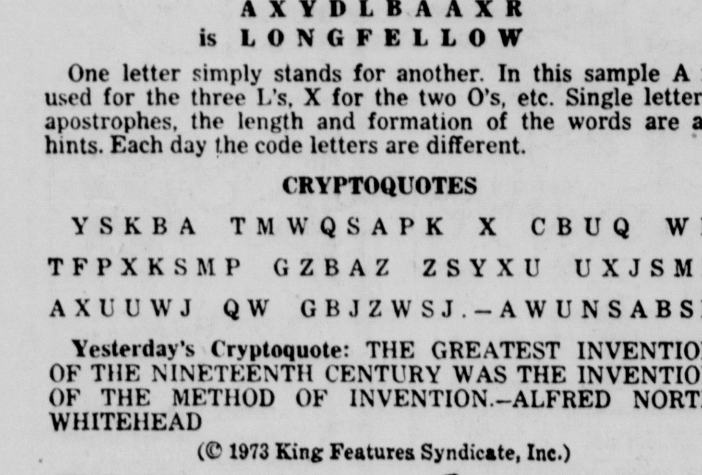 A X Y D L B A A X R
is L O N G F E L L O W
One letter simply stands for another. In this sample A
used for the three L's, X for the two O's, etc. Single letter
apostrophes, the length and formation of the words are a
hints. Each day the code letters are different.
CRYPTOQUOTES
Y S K B A T M W Q S A P K X C B U Q W
T F P X K S M P G Z B A Z Z S Y X U U X J S M
A X U U W J Q W G B J Z W S J . – A W U N S A B S
Yesterday's Cryptoquote: THE GREATEST INVENTIO
OF THE NINETEENTH CENTURY WAS THE INVENTIO
OF THE METHOD OF INVENTION.–ALFRED NORT
WHITEHEAD
(© 1973 King Features Syndicate, Inc.)